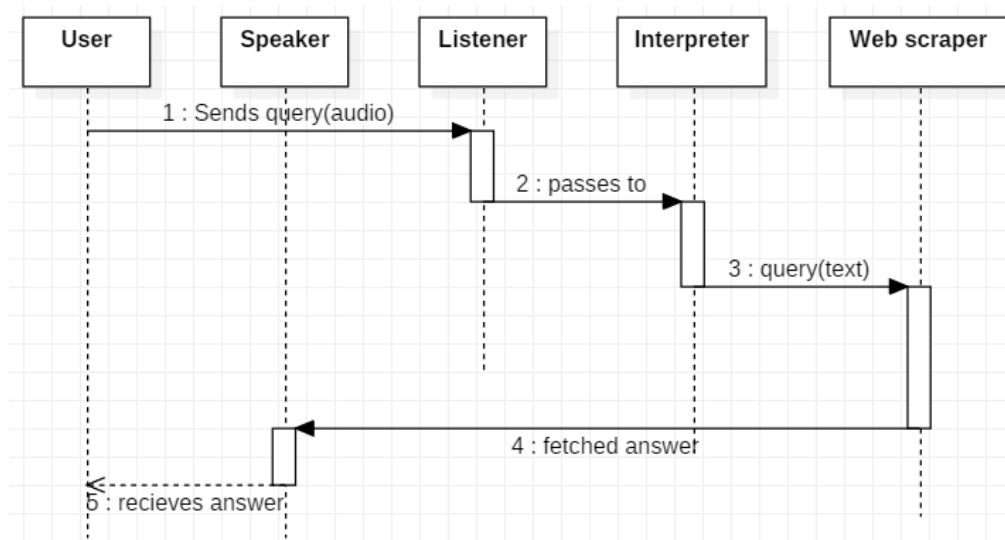 User
Speaker
Listener
Interpreter
Web scraper
1 : Sends query(audio)
2 : passes to
3 : query(text)
4 : fetched answer
5 : recieves answer